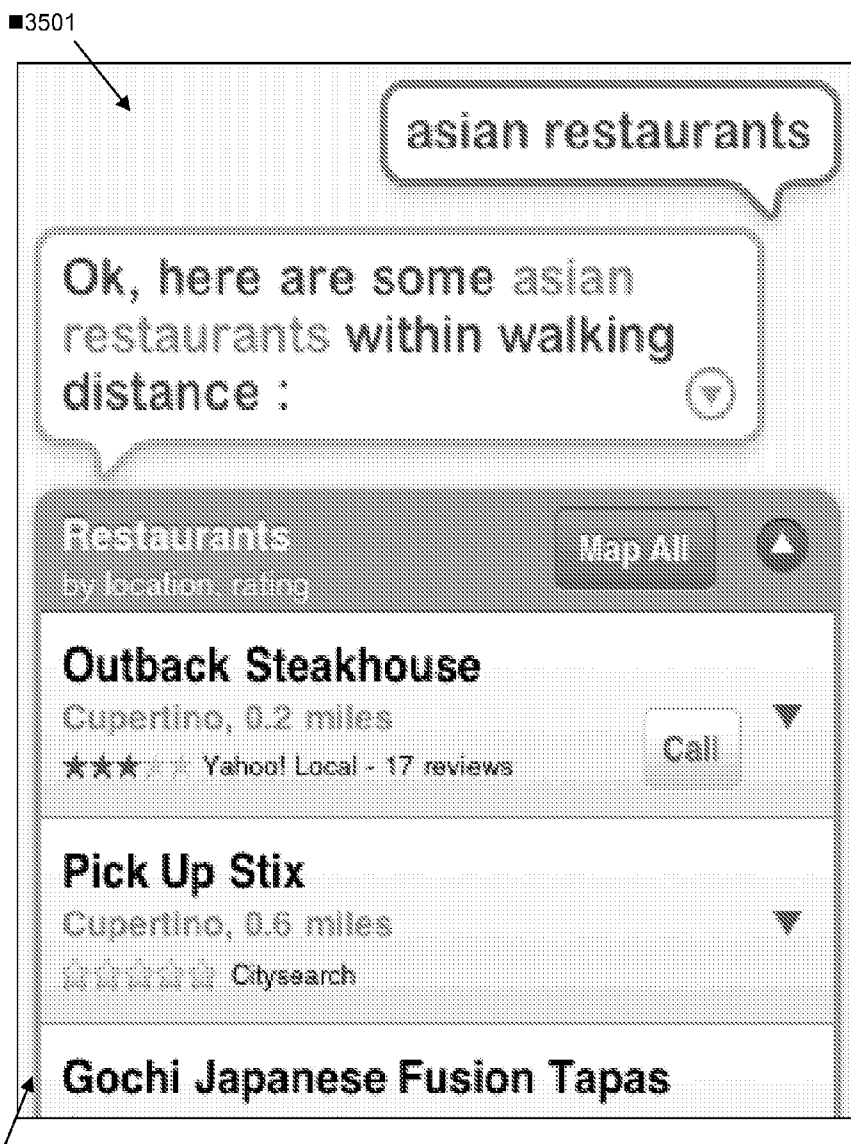 ■3501
asian restaurants
Ok, here are some asian
restaurants within walking
distance :
Restaurants
by location, rating
Map All
Outback Steakhouse
Cupertino, 0.2 miles
Yahoo! Local - 17 reviews
Call
Pick Up Stix
Cupertino, 0.6 miles
Citysearch
Gochi Japanese Fusion Tapas